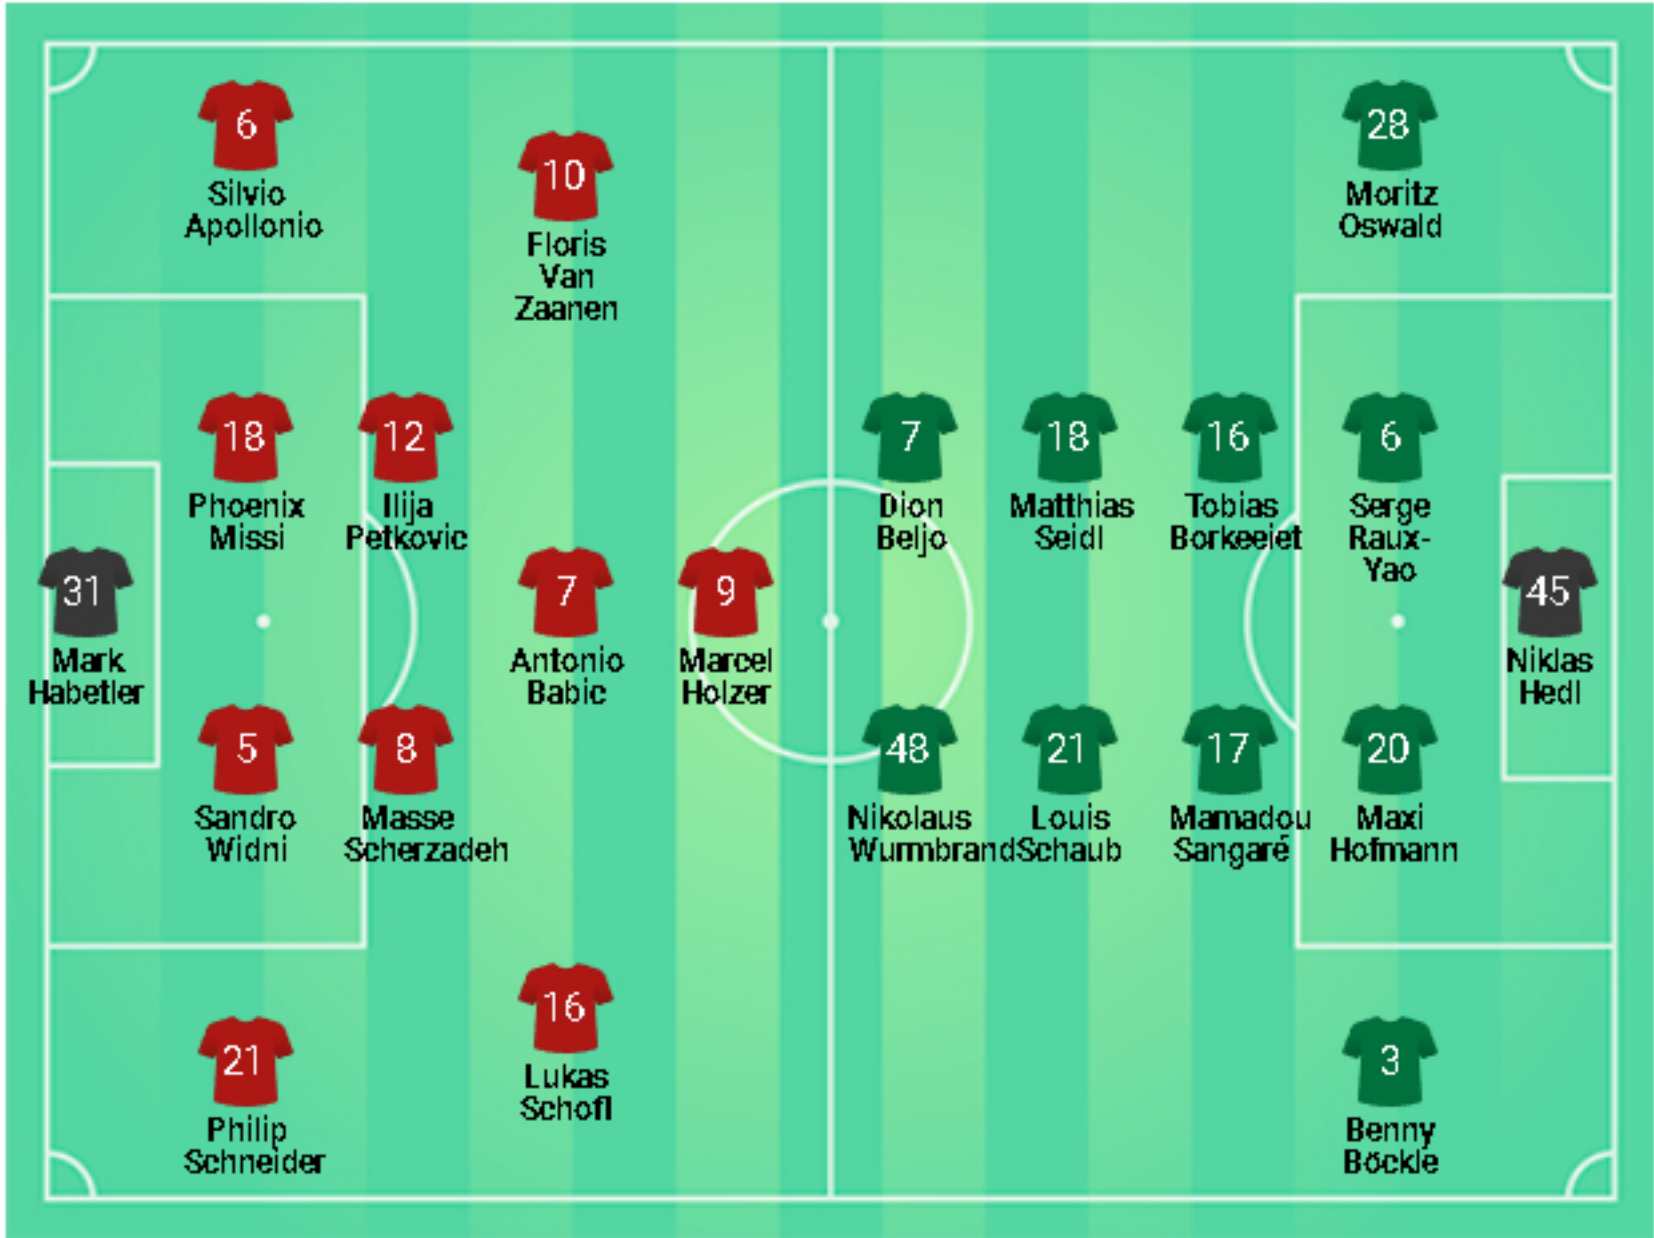 6
Silvio
Apollonio
10
Floris
Van
Zaanen
28
Moritz
Oswald
18
Phoenix
Missi
12
Ilija
Petkovic
7
Dion
Beljo
18
Matthias
Seidl
16
Tobias
Borkeeiet
6
Serge
Raux-
Yao
31
Mark
Habetler
7
Antonio
Babic
9
Marcel
Holzer
45
Niklas
Hedl
5
Sandro
Widni
8
Masse
Scherzadeh
48
Nikolaus
Wurmbrand
21
Louis
Schaub
17
Mamadou
Sangaré
20
Maxi
Hofmann
16
Lukas
Schofl
21
Philip
Schneider
3
Benny
Böckle